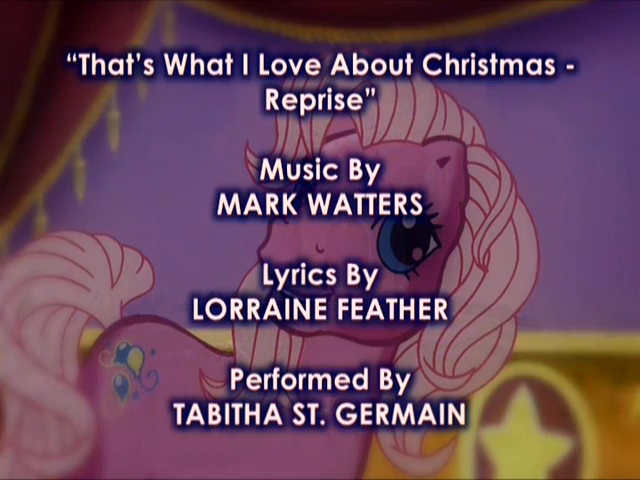 “That’s What I Love About Christmas -
Reprise”
Music By
MARK WATTERS
Lyrics By
LORRAINE FEATHER
Performed By
TABITHA ST. GERMAIN